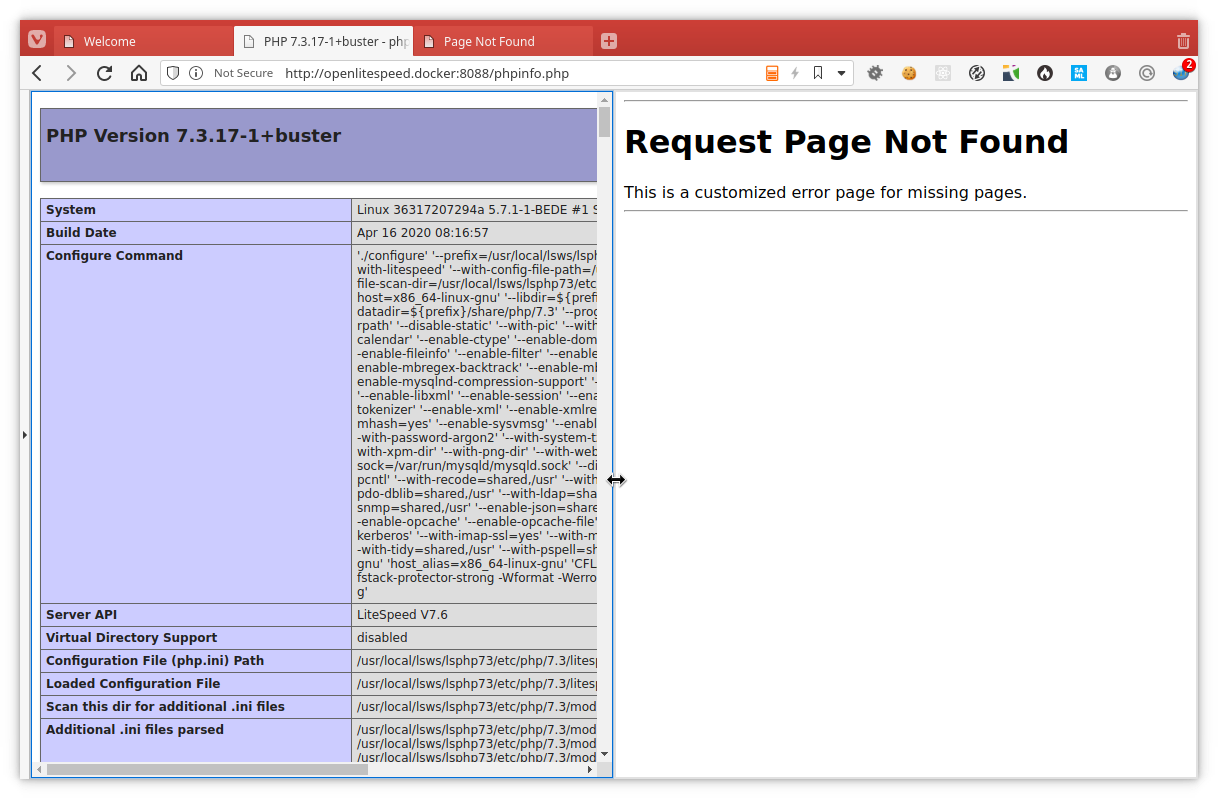 Welcome
PHP 7.3.17-1+buster - php
Page Not Found
Not Secure
http://openlitespeed.docker:8088/phpinfo.php
SA
ML
2
PHP Version 7.3.17-1+buster
System
Linux 36317207294a 5.7.1-1-BEDE #1 S
Build Date
Apr 16 2020 08:16:57
Configure Command
'./configure' '--prefix=/usr/local/lsws/lsph
with-litespeed' '--with-config-file-path=/
file-scan-dir=/usr/local/lsws/lsphp73/etc
host=x86_64-linux-gnu' '--libdir=${prefi
datadir=${prefix}/share/php/7.3' '--prog
rpath' '--disable-static' '--with-pic' '--with
calendar' '--enable-ctype' '--enable-dom
-enable-fileinfo' '--enable-filter' '--enable
enable-mbregex-backtrack' '--enable-mb
enable-mysqlnd-compression-support' '-
'--enable-libxml' '--enable-session' '--ena
tokenizer' '--enable-xml' '--enable-xmlre
mhash=yes' '--enable-sysvmsg' '--enabl
-with-password-argon2' '--with-system-t
with-xpm-dir' '--with-png-dir' '--with-web
sock=/var/run/mysqld/mysqld.sock' '--di
pcntl' '--with-recode=shared,/usr' '--with
pdo-dblib=shared,/usr' '--with-ldap=sha
snmp=shared,/usr' '--enable-json=share
-enable-opcache' '--enable-opcache-file'
kerberos' '--with-imap-ssl=yes' '--with-m
-with-tidy=shared,/usr' '--with-pspell=sh
gnu' 'host_alias=x86_64-linux-gnu' 'CFL
fstack-protector-strong -Wformat -Werro
g'
Server API
LiteSpeed V7.6
Virtual Directory Support
disabled
Configuration File (php.ini) Path
/usr/local/lsws/lsphp73/etc/php/7.3/litesp
Loaded Configuration File
/usr/local/lsws/lsphp73/etc/php/7.3/litesp
Scan this dir for additional .ini files
/usr/local/lsws/lsphp73/etc/php/7.3/mod
Additional .ini files parsed
/usr/local/lsws/lsphp73/etc/php/7.3/mod
/usr/local/lsws/lsphp73/etc/php/7.3/mod
/usr/local/lsws/lsphp73/etc/php/7.3/mod
Request Page Not Found
This is a customized error page for missing pages.